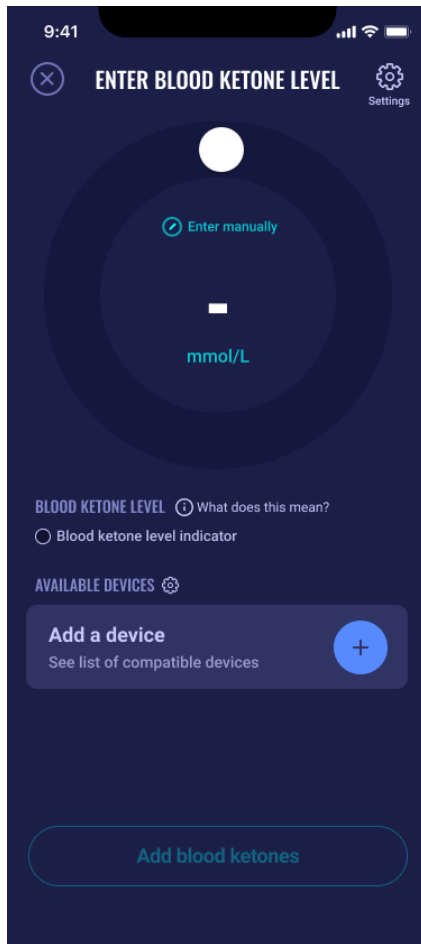 9:41
ENTER BLOOD KETONE LEVEL
Settings
Enter manually
-
mmol/L
BLOOD KETONE LEVEL What does this mean?
Blood ketone level indicator
AVAILABLE DEVICES
Add a device
See list of compatible devices
+
Add blood ketones